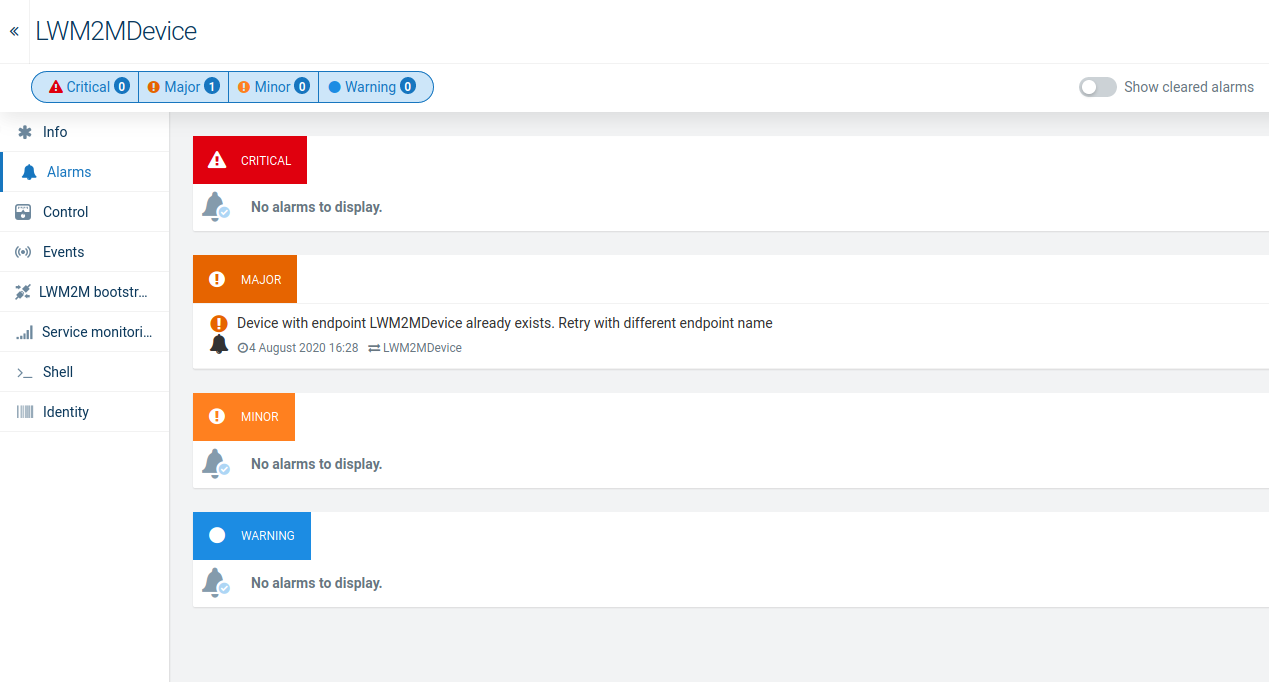 « LWM2MDevice
Critical 0 Major 1 Minor 0 Warning 0 Show cleared alarms
Info
Alarms
Control
Events
LWM2M bootstr...
Service monitori...
Shell
Identity
CRITICAL
No alarms to display.
MAJOR
Device with endpoint LWM2MDevice already exists. Retry with different endpoint name
4 August 2020 16:28 LWM2MDevice
MINOR
No alarms to display.
WARNING
No alarms to display.